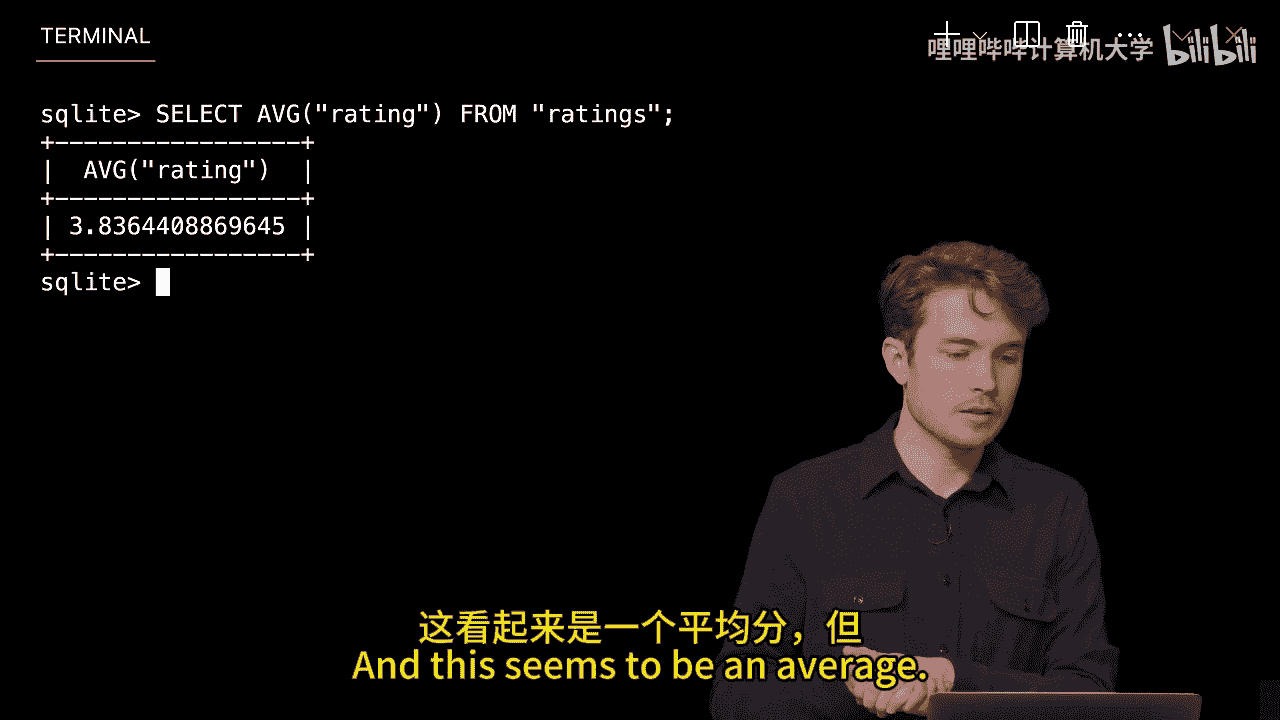 TERMINAL
哔哩哔哩计算机大学 bilibili
sqlite> SELECT AVG("rating") FROM "ratings";
+-----------------+
|  AVG("rating")  |
+-----------------+
| 3.8364408869645 |
+-----------------+
sqlite>
这看起来是一个平均分，但
And this seems to be an average.